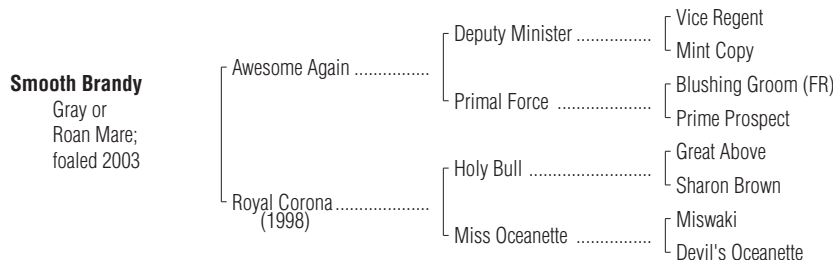 Smooth Brandy
Gray or
Roan Mare;
foaled 2003
Awesome Again ..................
Royal Corona ......................
(1998)
Deputy Minister ................
Primal Force ....................
Holy Bull .........................
Miss Oceanette ................
Vice Regent
Mint Copy
Blushing Groom (FR)
Prime Prospect
Great Above
Sharon Brown
Miswaki
Devil's Oceanette